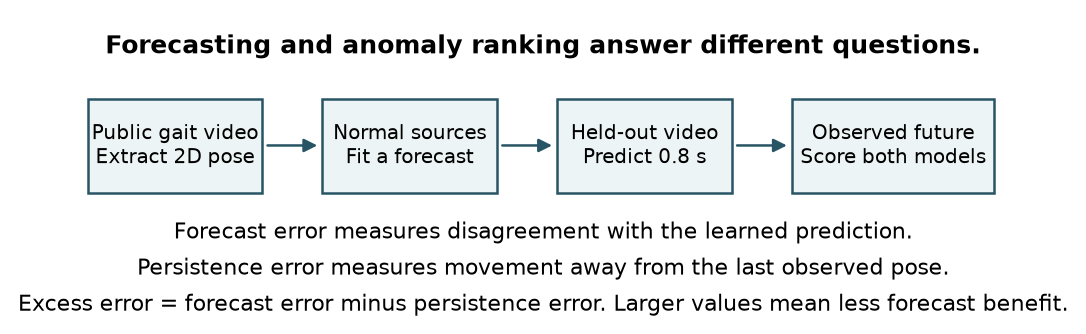 Forecasting and anomaly ranking answer different questions.
Public gait video
Extract 2D pose
Normal sources
Fit a forecast
Held-out video
Predict 0.8 s
Observed future
Score both models
Forecast error measures disagreement with the learned prediction.
Persistence error measures movement away from the last observed pose.
Excess error = forecast error minus persistence error. Larger values mean less forecast benefit.